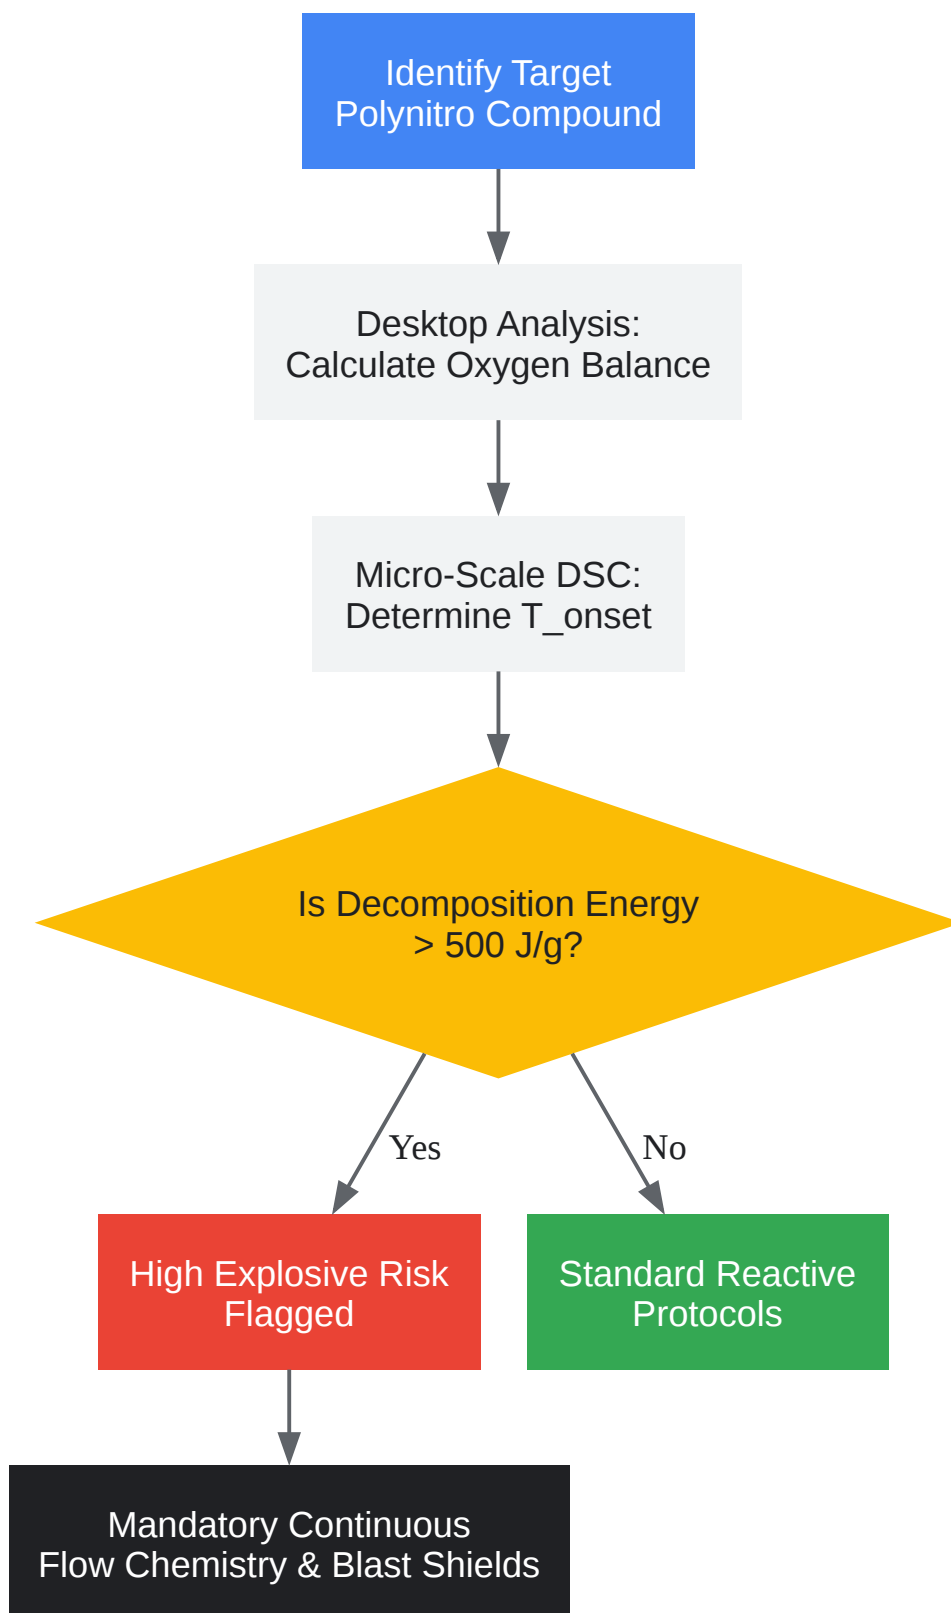 Identify Target
Polynitro Compound
Desktop Analysis:
Calculate Oxygen Balance
Micro-Scale DSC:
Determine T_onset
Is Decomposition Energy
> 500 J/g?
Yes
No
High Explosive Risk
Flagged
Standard Reactive
Protocols
Mandatory Continuous
Flow Chemistry & Blast Shields